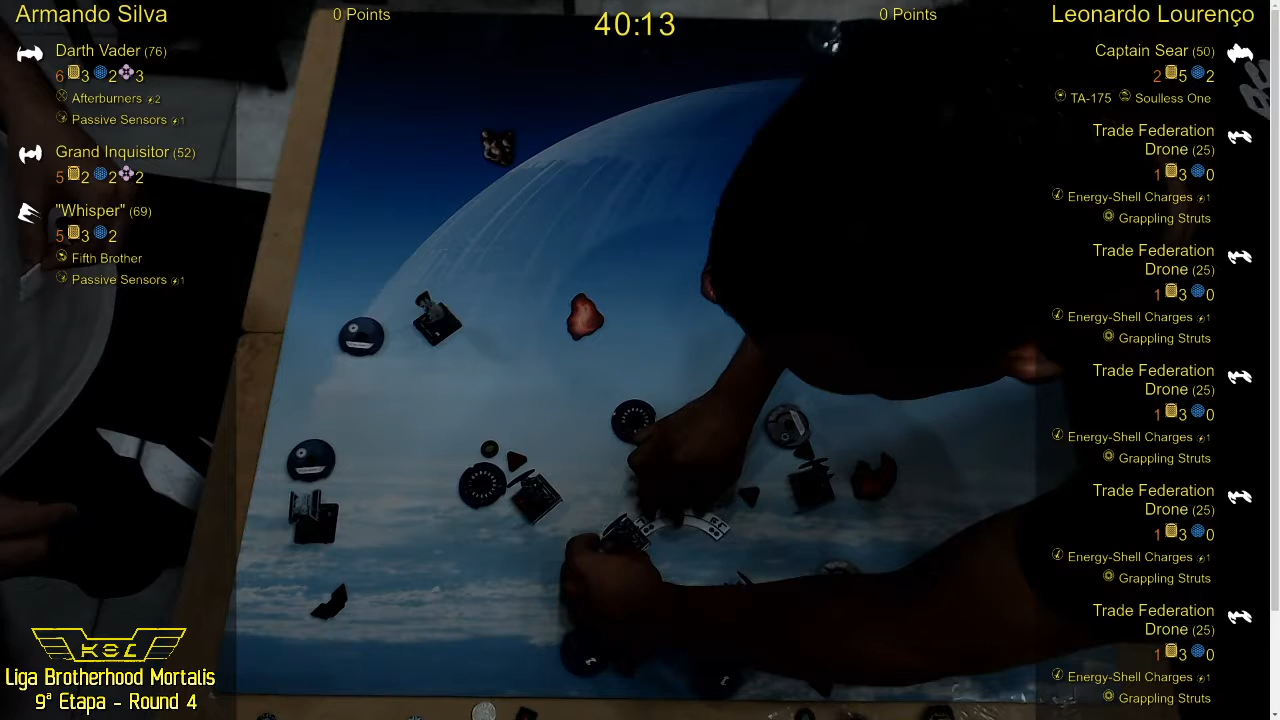 Armando Silva
0 Points
40:13
0 Points
Leonardo Lourenço
Darth Vader (76)
6 3 2 3
Afterburners 2
Passive Sensors 1
Grand Inquisitor (52)
5 2 2 2
"Whisper" (69)
5 3 2
Fifth Brother
Passive Sensors 1
Captain Sear (50)
2 5 2
TA-175 Soulless One
Trade Federation
Drone (25)
1 3 0
Energy-Shell Charges 1
Grappling Struts
Trade Federation
Drone (25)
1 3 0
Energy-Shell Charges 1
Grappling Struts
Trade Federation
Drone (25)
1 3 0
Energy-Shell Charges 1
Grappling Struts
Trade Federation
Drone (25)
1 3 0
Energy-Shell Charges 1
Grappling Struts
Trade Federation
Drone (25)
1 3 0
Energy-Shell Charges 1
Grappling Struts
Liga Brotherhood Mortalis
9ª Etapa - Round 4